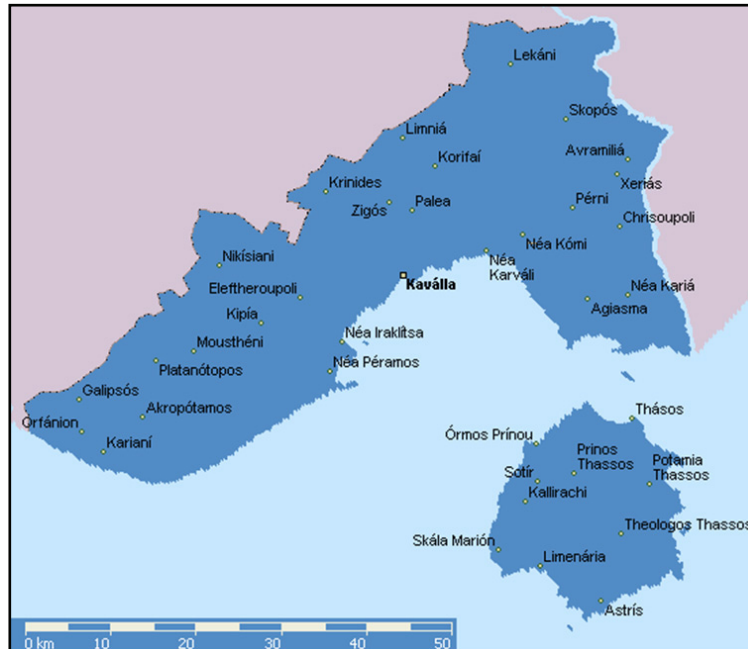 Lekáni
Skopós
Limniá
Avramiliá
Korifaí
Xeriás
Krinides
Palea
Pérni
Zigós
Chrisoupoli
Néa Kómi
Nikísiani
Néa
Karváli
Kaválla
Eleftheroupoli
Néa Kariá
Agiasma
Kipía
Néa Iraklítsa
Mousthéni
Néa Péramos
Platanótopos
Galipsós
Akropótamos
Orfánion
Karianí
Thásos
Órmos Prínou
Prinos
Thassos
Potamia
Thassos
Sotír
Kallirachi
Theologos Thassos
Skála Marión
Limenária
Astrís
0 km 10 20 30 40 50